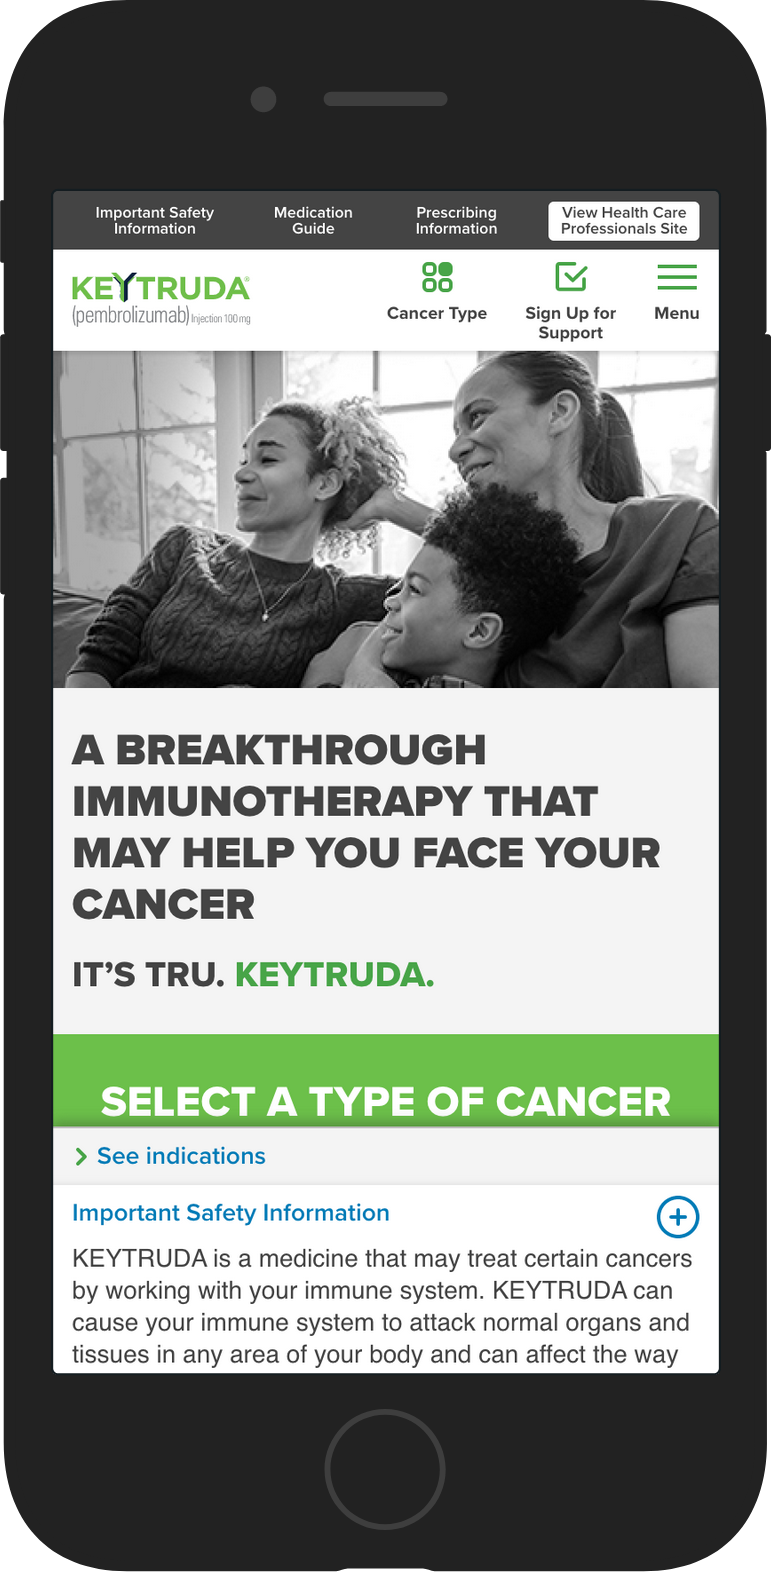 Important Safety
Information
Medication
Guide
Prescribing
Information
View Health Care
Professionals Site
KEYTRUDA®
(pembrolizumab) Injection 100 mg
Cancer Type
Sign Up for
Support
Menu
A BREAKTHROUGH
IMMUNOTHERAPY THAT
MAY HELP YOU FACE YOUR
CANCER
IT’S TRU. KEYTRUDA.
SELECT A TYPE OF CANCER
See indications
Important Safety Information
KEYTRUDA is a medicine that may treat certain cancers
by working with your immune system. KEYTRUDA can
cause your immune system to attack normal organs and
tissues in any area of your body and can affect the way